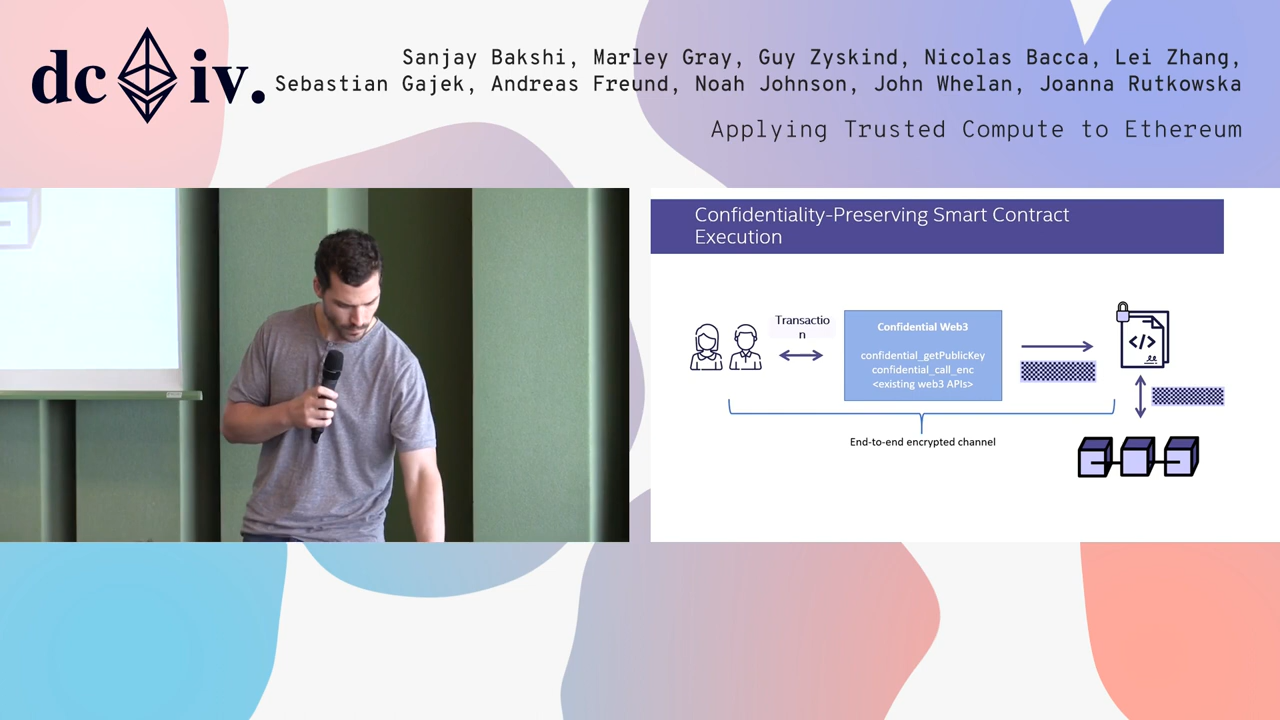 dc iv.
Sanjay Bakshi, Marley Gray, Guy Zyskind, Nicolas Bacca, Lei Zhang,
Sebastian Gajek, Andreas Freund, Noah Johnson, John Whelan, Joanna Rutkowska
Applying Trusted Compute to Ethereum
Confidentiality-Preserving Smart Contract
Execution
Transactio
n
Confidential Web3
confidential_getPublicKey
confidential_call_enc
<existing web3 APIs>
</>
End-to-end encrypted channel